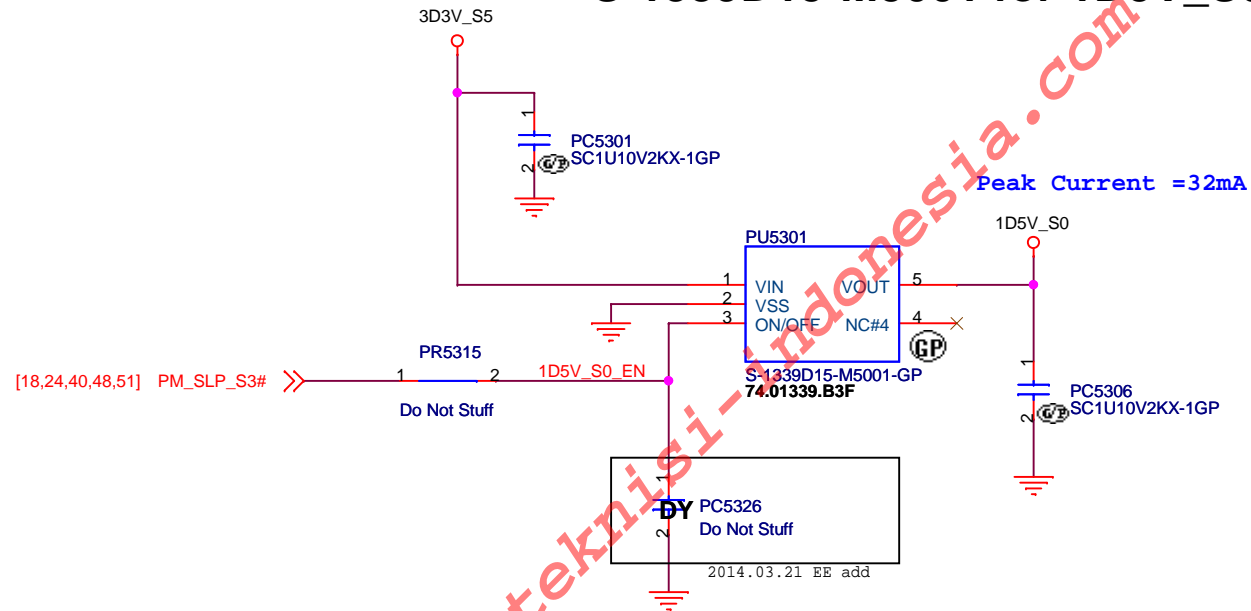 3D3V_S5
1
PC5301
SC1U10V2KX-1GP
2
G/P
Peak Current =32mA
1D5V_S0
PU5301
1
VIN
VOUT
5
2
VSS
3
ON/OFF
NC#4
4
GP
S-1339D15-M5001-GP
74.01339.B3F
[18,24,40,48,51] PM_SLP_S3#
PR5315
1
2
1D5V_S0_EN
Do Not Stuff
1
PC5306
SC1U10V2KX-1GP
2
G/P
1
DY
PC5326
Do Not Stuff
2
2014.03.21 EE add
teknisi-indonesia.com